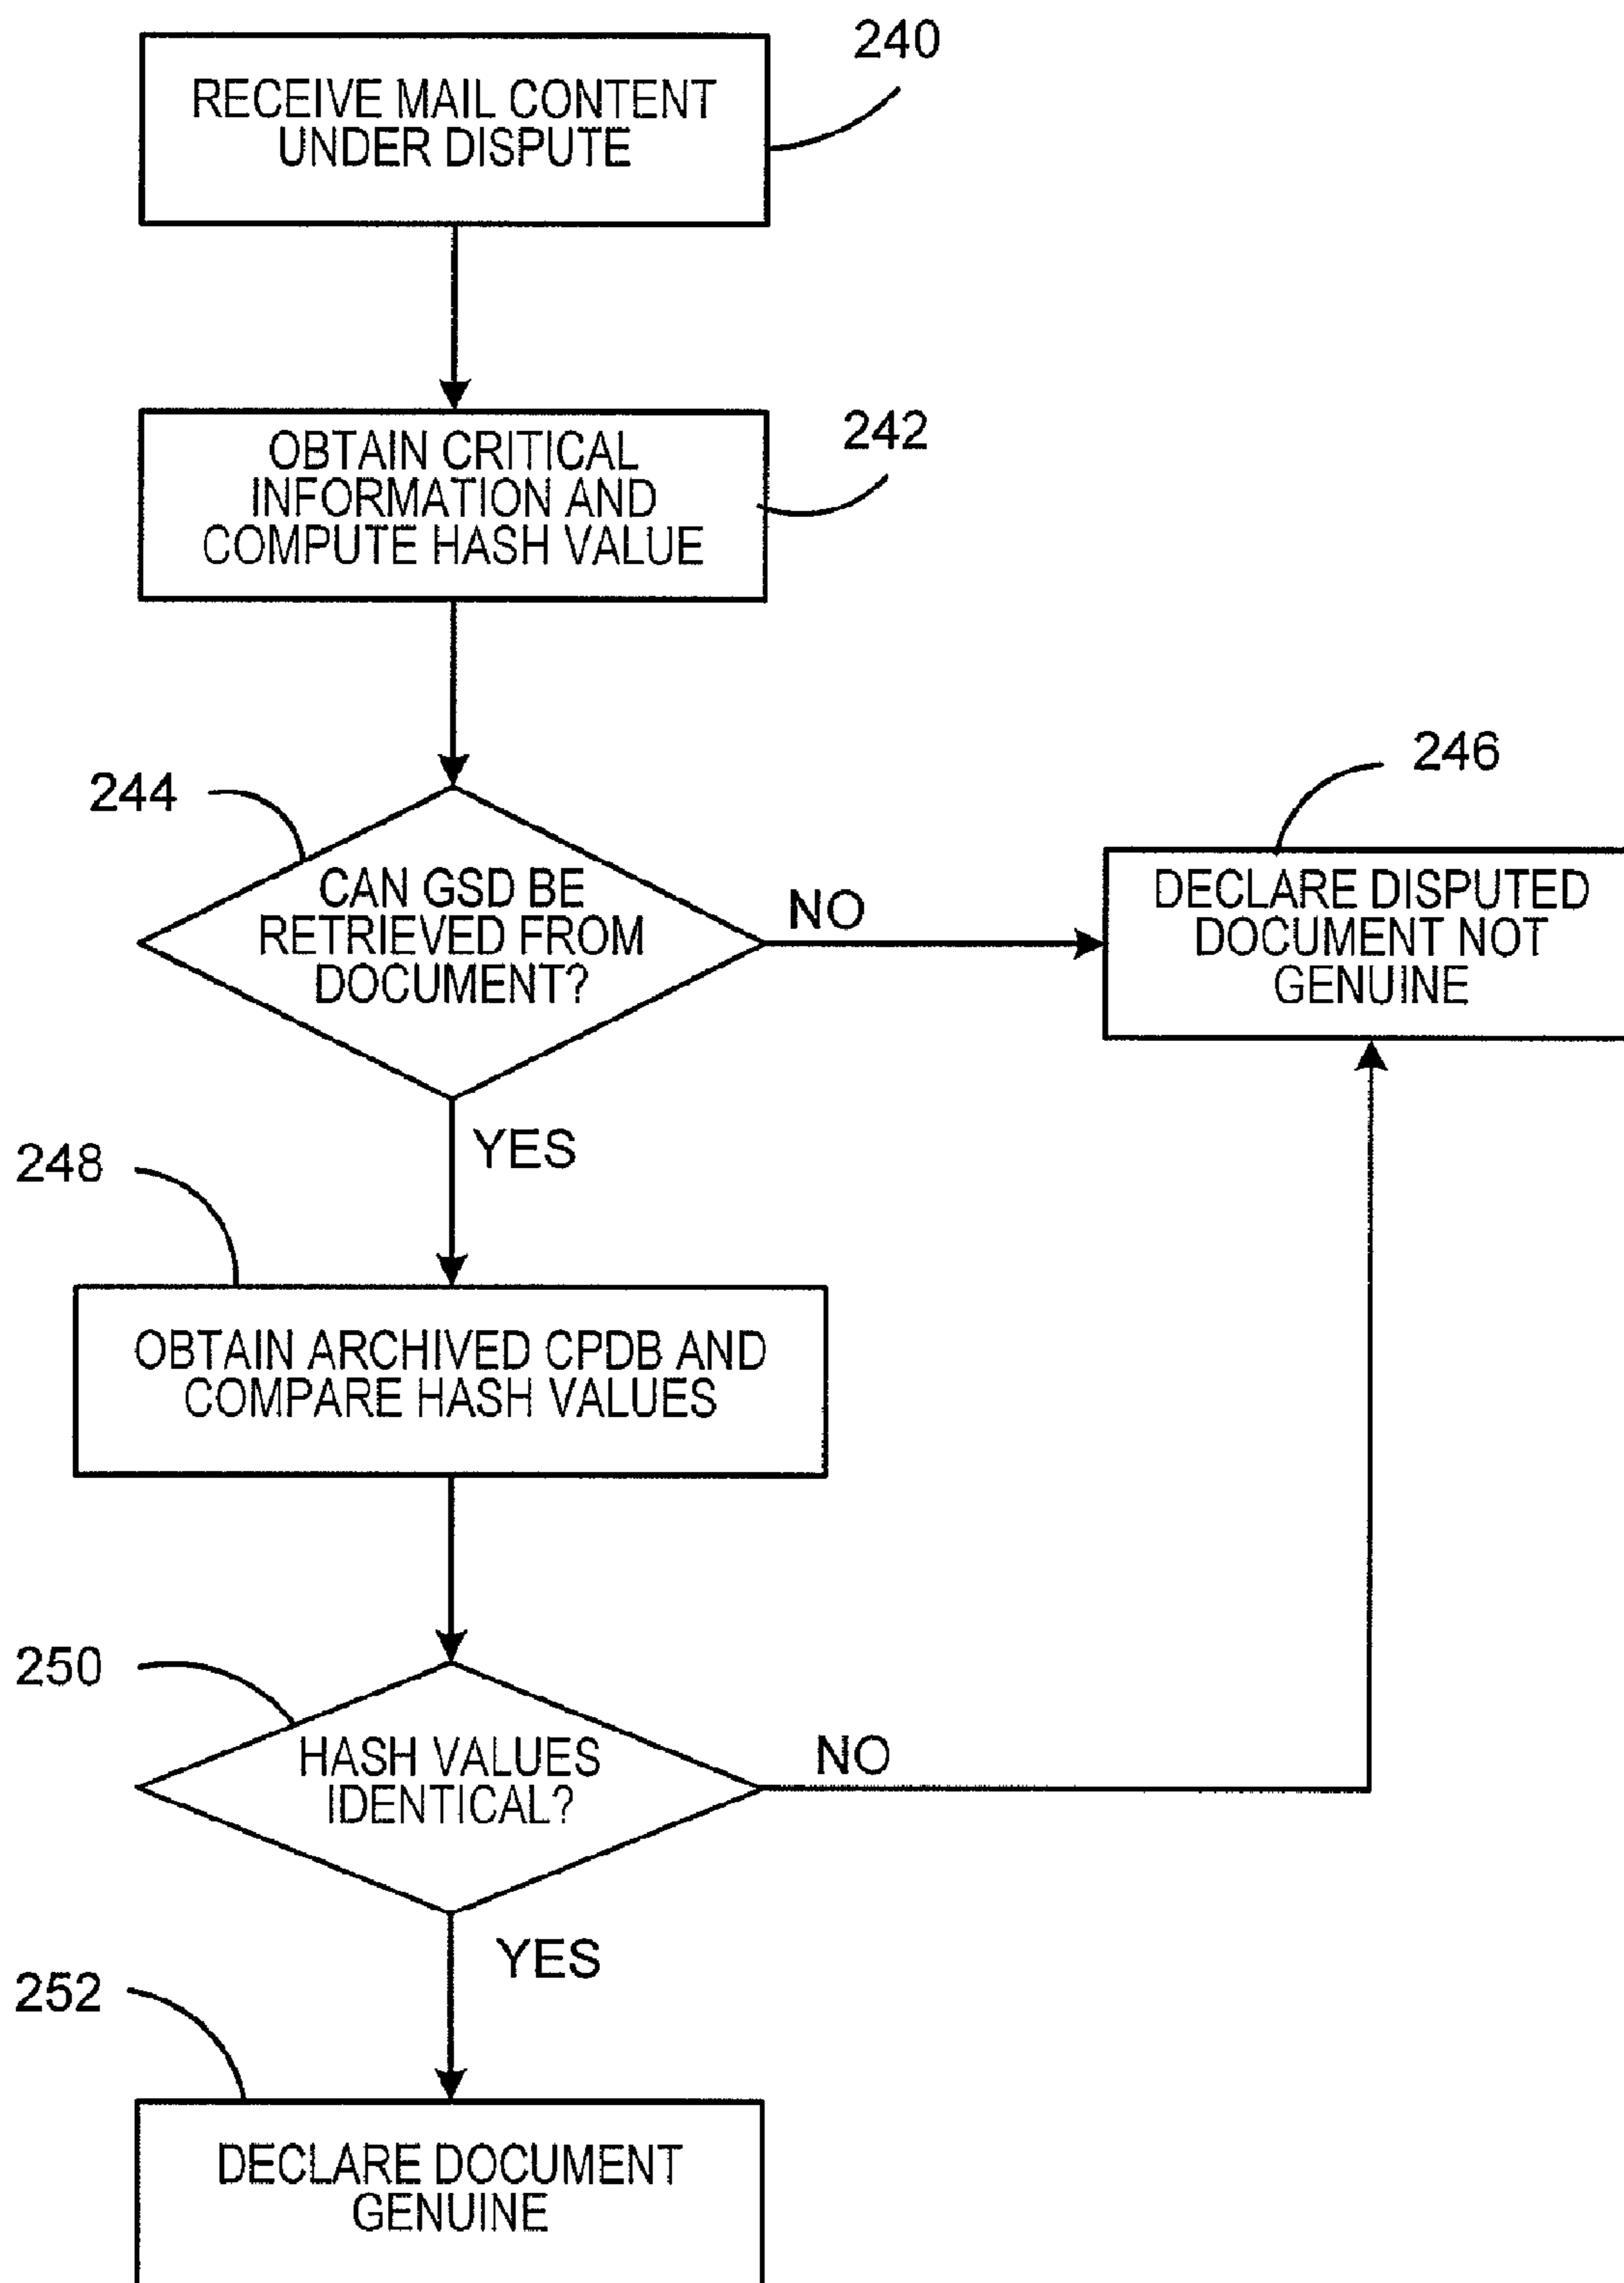 240
RECEIVE MAIL CONTENT
UNDER DISPUTE
242
OBTAIN CRITICAL
INFORMATION AND
COMPUTE HASH VALUE
244
CAN GSD BE
RETRIEVED FROM
DOCUMENT?
NO
246
DECLARE DISPUTED
DOCUMENT NOT
GENUINE
YES
248
OBTAIN ARCHIVED CPDB AND
COMPARE HASH VALUES
250
HASH VALUES
IDENTICAL?
NO
YES
252
DECLARE DOCUMENT
GENUINE